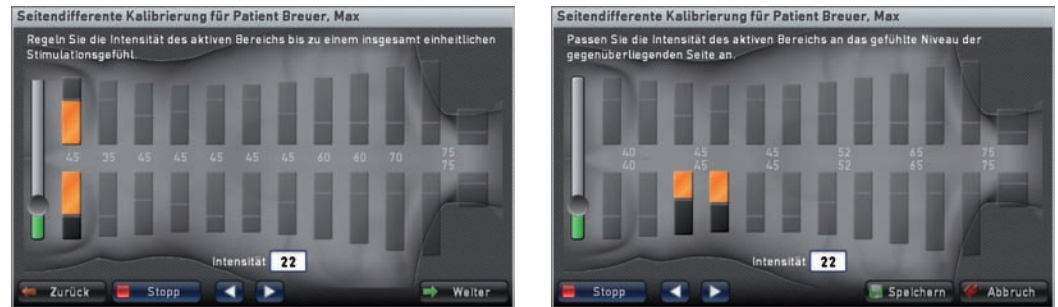 Seitendifferente Kalibrierung für Patient Breuer, Max
Regeln Sie die Intensität des aktiven Bereichs bis zu einem insgesamt einheitlichen
Stimulationsgefühl.
45 35 45 45 45 45 45 60 60 70 75
75
Intensität 22
Zurück Stopp Weiter
Seitendifferente Kalibrierung für Patient Breuer, Max
Passen Sie die Intensität des aktiven Bereichs an das gefühlte Niveau der
gegenüberliegenden Seite an.
40 45 45 52 65 75
40 45 45 52 65 75
Intensität 22
Stopp Speichern Abbruch